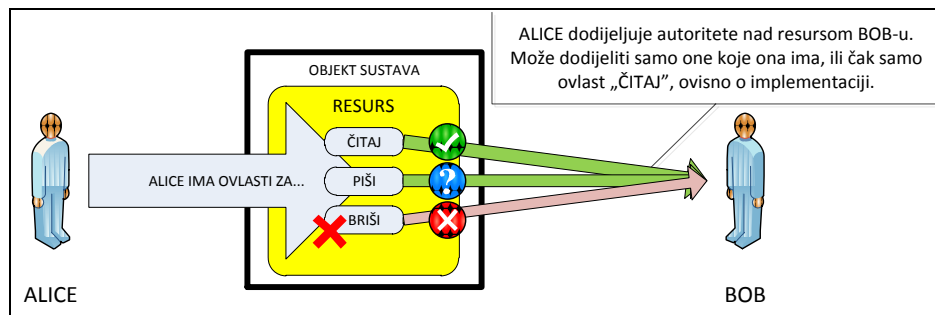 ALICE dodijeljuje autoritete nad resursom BOB-u.
Može dodijeliti samo one koje ona ima, ili čak samo
ovlast „ČITAJ”, ovisno o implementaciji.
OBJEKT SUSTAVA
RESURS
ČITAJ
ALICE IMA OVLASTI ZA...
PIŠI
?
BRIŠI
ALICE
BOB